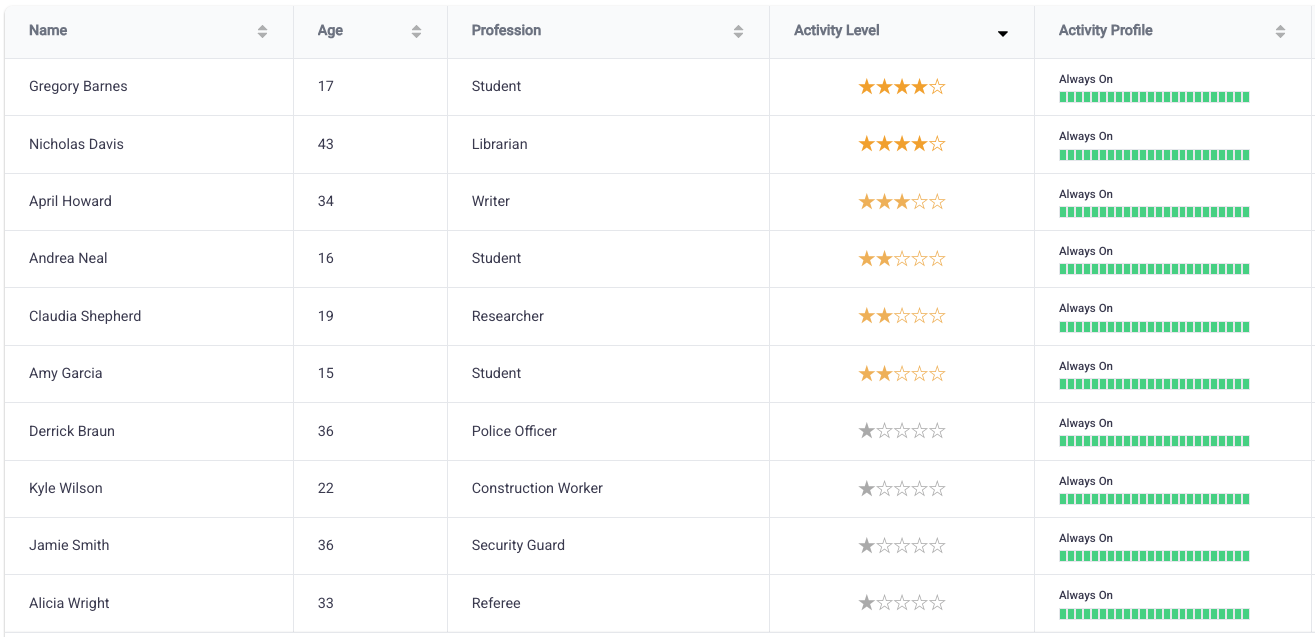 Name Age Profession Activity Level Activity Profile
Gregory Barnes 17 Student Always On
Nicholas Davis 43 Librarian Always On
April Howard 34 Writer Always On
Andrea Neal 16 Student Always On
Claudia Shepherd 19 Researcher Always On
Amy Garcia 15 Student Always On
Derrick Braun 36 Police Officer Always On
Kyle Wilson 22 Construction Worker Always On
Jamie Smith 36 Security Guard Always On
Alicia Wright 33 Referee Always On